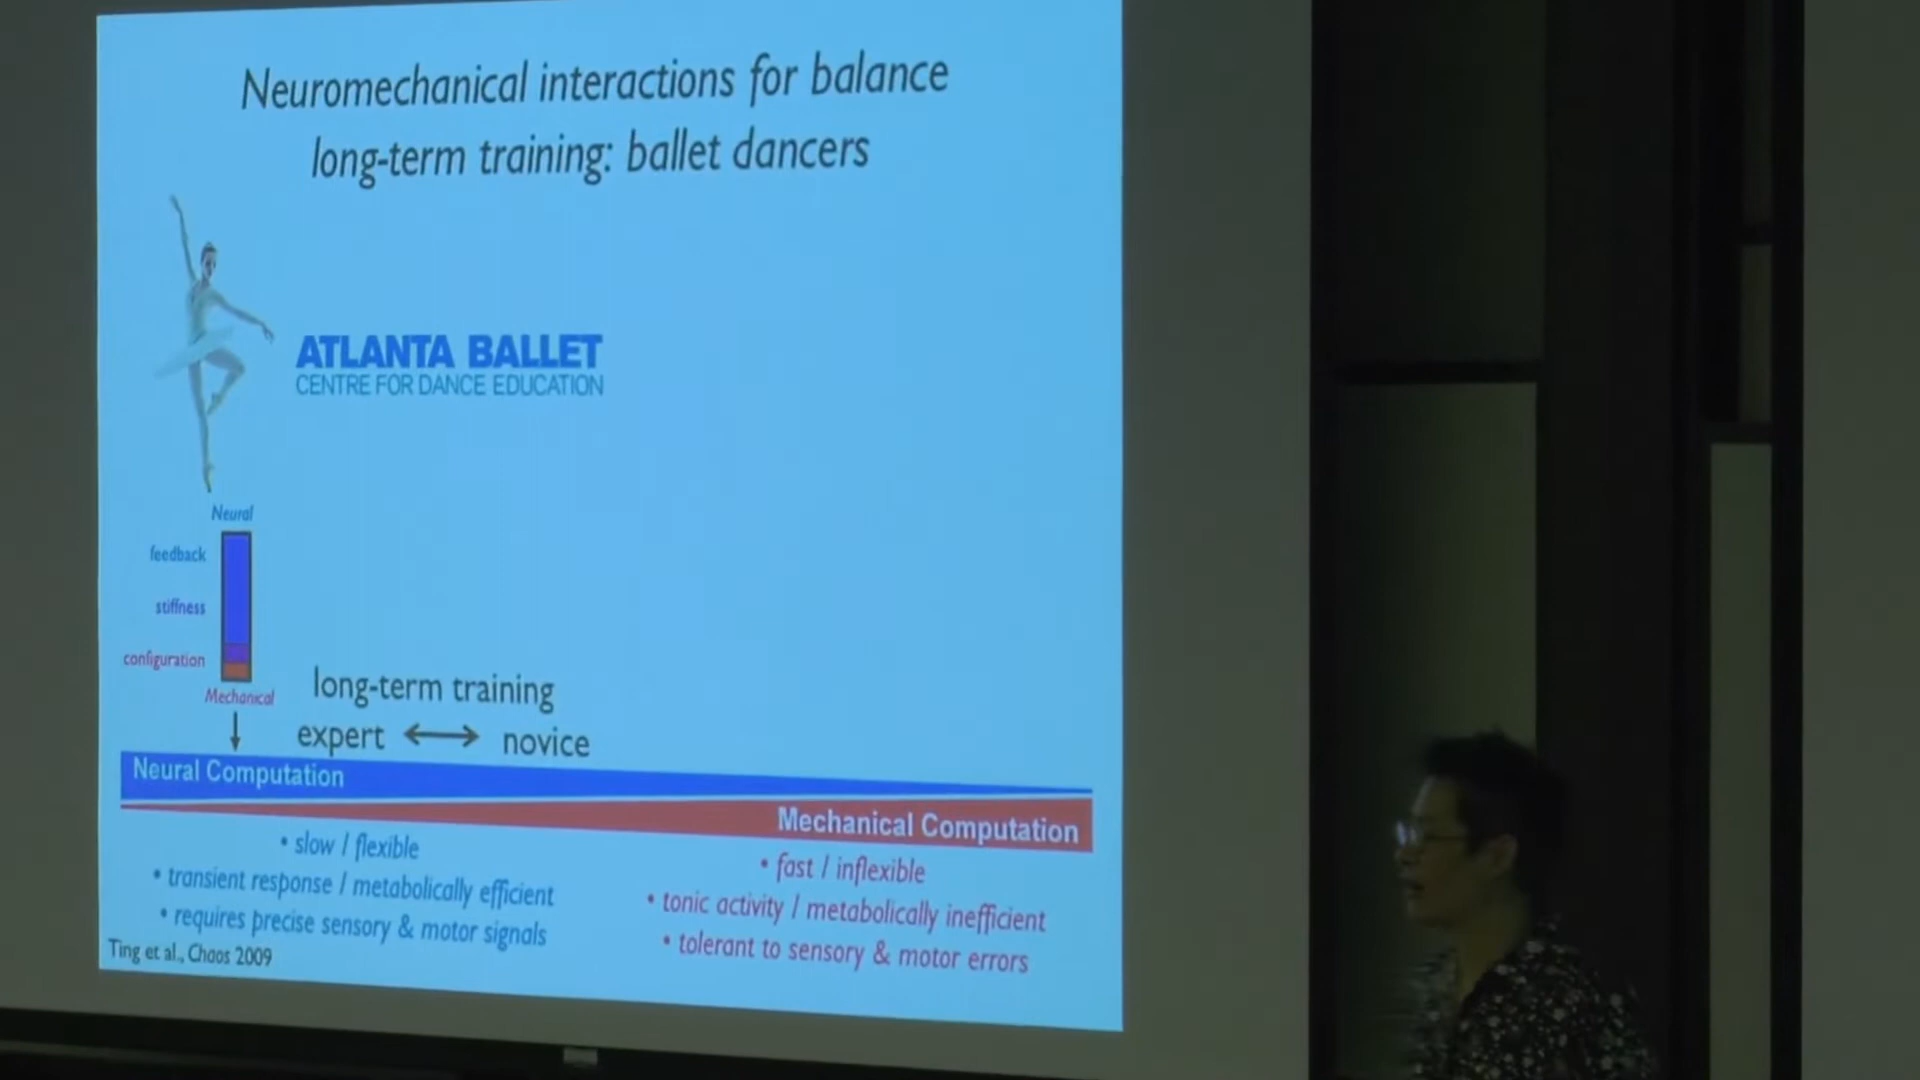 Neuromechanical interactions for balance
long-term training: ballet dancers
ATLANTA BALLET
CENTRE FOR DANCE EDUCATION
Neural
feedback
stiffness
configuration
Mechanical
long-term training
expert ⟷ novice
Neural Computation
Mechanical Computation
• slow / flexible
• transient response / metabolically efficient
• requires precise sensory & motor signals
• fast / inflexible
• tonic activity / metabolically inefficient
• tolerant to sensory & motor errors
Ting et al., Chaos 2009